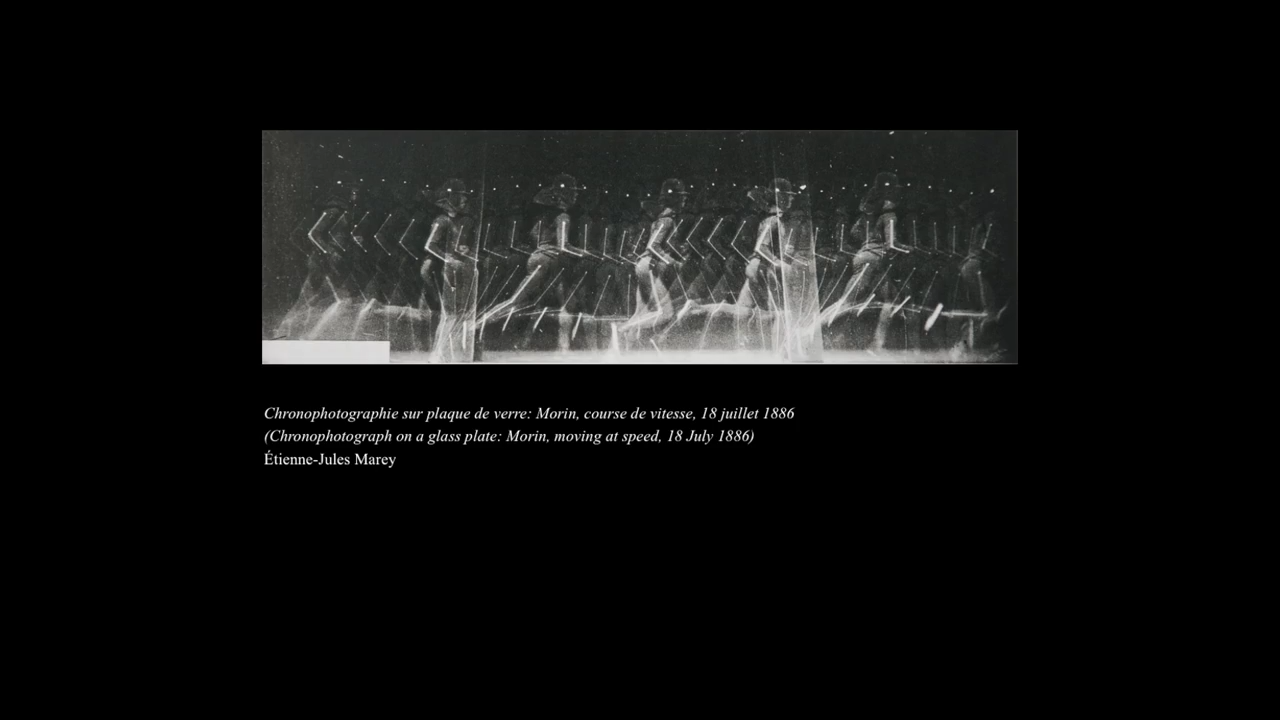 Chronophotographie sur plaque de verre: Morin, course de vitesse, 18 juillet 1886
(Chronophotograph on a glass plate: Morin, moving at speed, 18 July 1886)
Étienne-Jules Marey